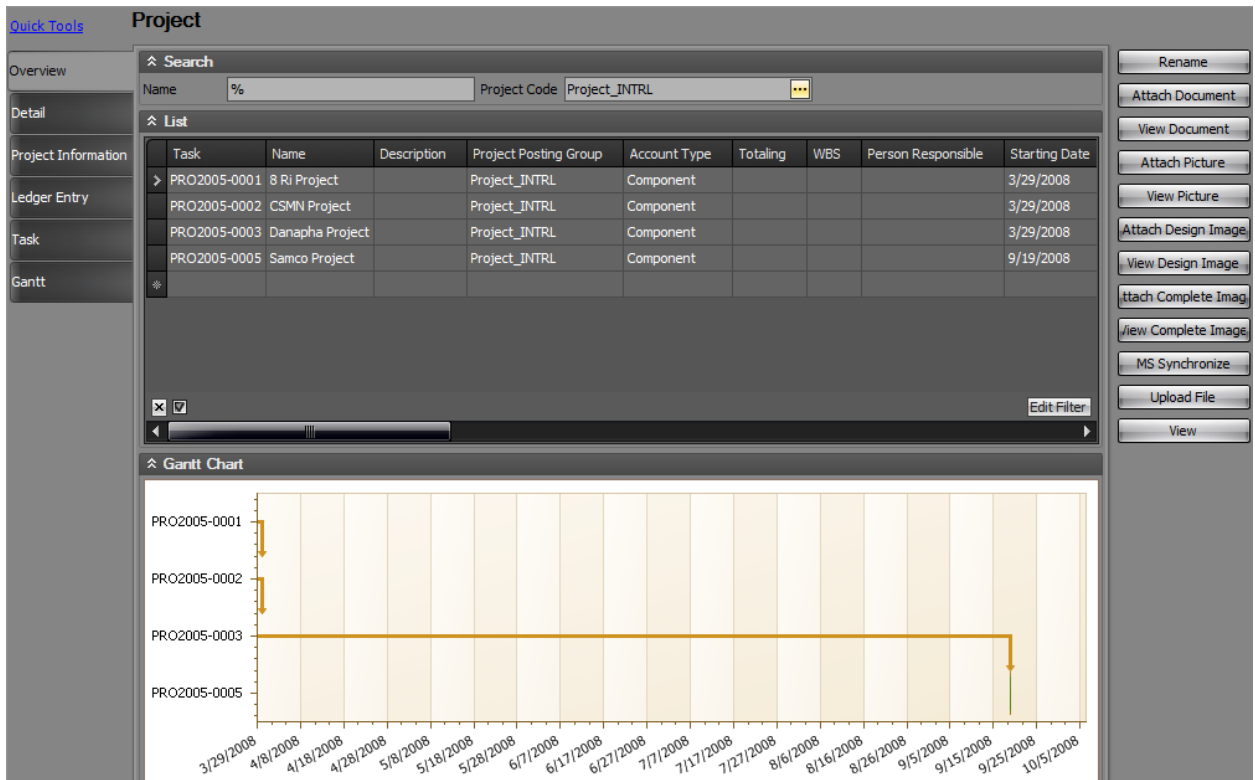 Quick Tools
Project
Overview
Detail
Project Information
Ledger Entry
Task
Gantt
Search
Name % Project Code Project_INTRL ...
List
Task Name Description Project Posting Group Account Type Totaling WBS Person Responsible Starting Date
PRO2005-0001 8 Ri Project Project_INTRL Component 3/29/2008
PRO2005-0002 CSMN Project Project_INTRL Component 3/29/2008
PRO2005-0003 Danapha Project Project_INTRL Component 3/29/2008
PRO2005-0005 Samco Project Project_INTRL Component 9/19/2008
Edit Filter
Gantt Chart
PRO2005-0001
PRO2005-0002
PRO2005-0003
PRO2005-0005
3/29/2008 4/8/2008 4/18/2008 4/28/2008 5/8/2008 5/18/2008 5/28/2008 6/7/2008 6/17/2008 6/27/2008 7/7/2008 7/17/2008 7/27/2008 8/6/2008 8/16/2008 8/26/2008 9/5/2008 9/15/2008 9/25/2008 10/5/2008
Rename
Attach Document
View Document
Attach Picture
View Picture
Attach Design Image
View Design Image
ttach Complete Imag
View Complete Image
MS Synchronize
Upload File
View